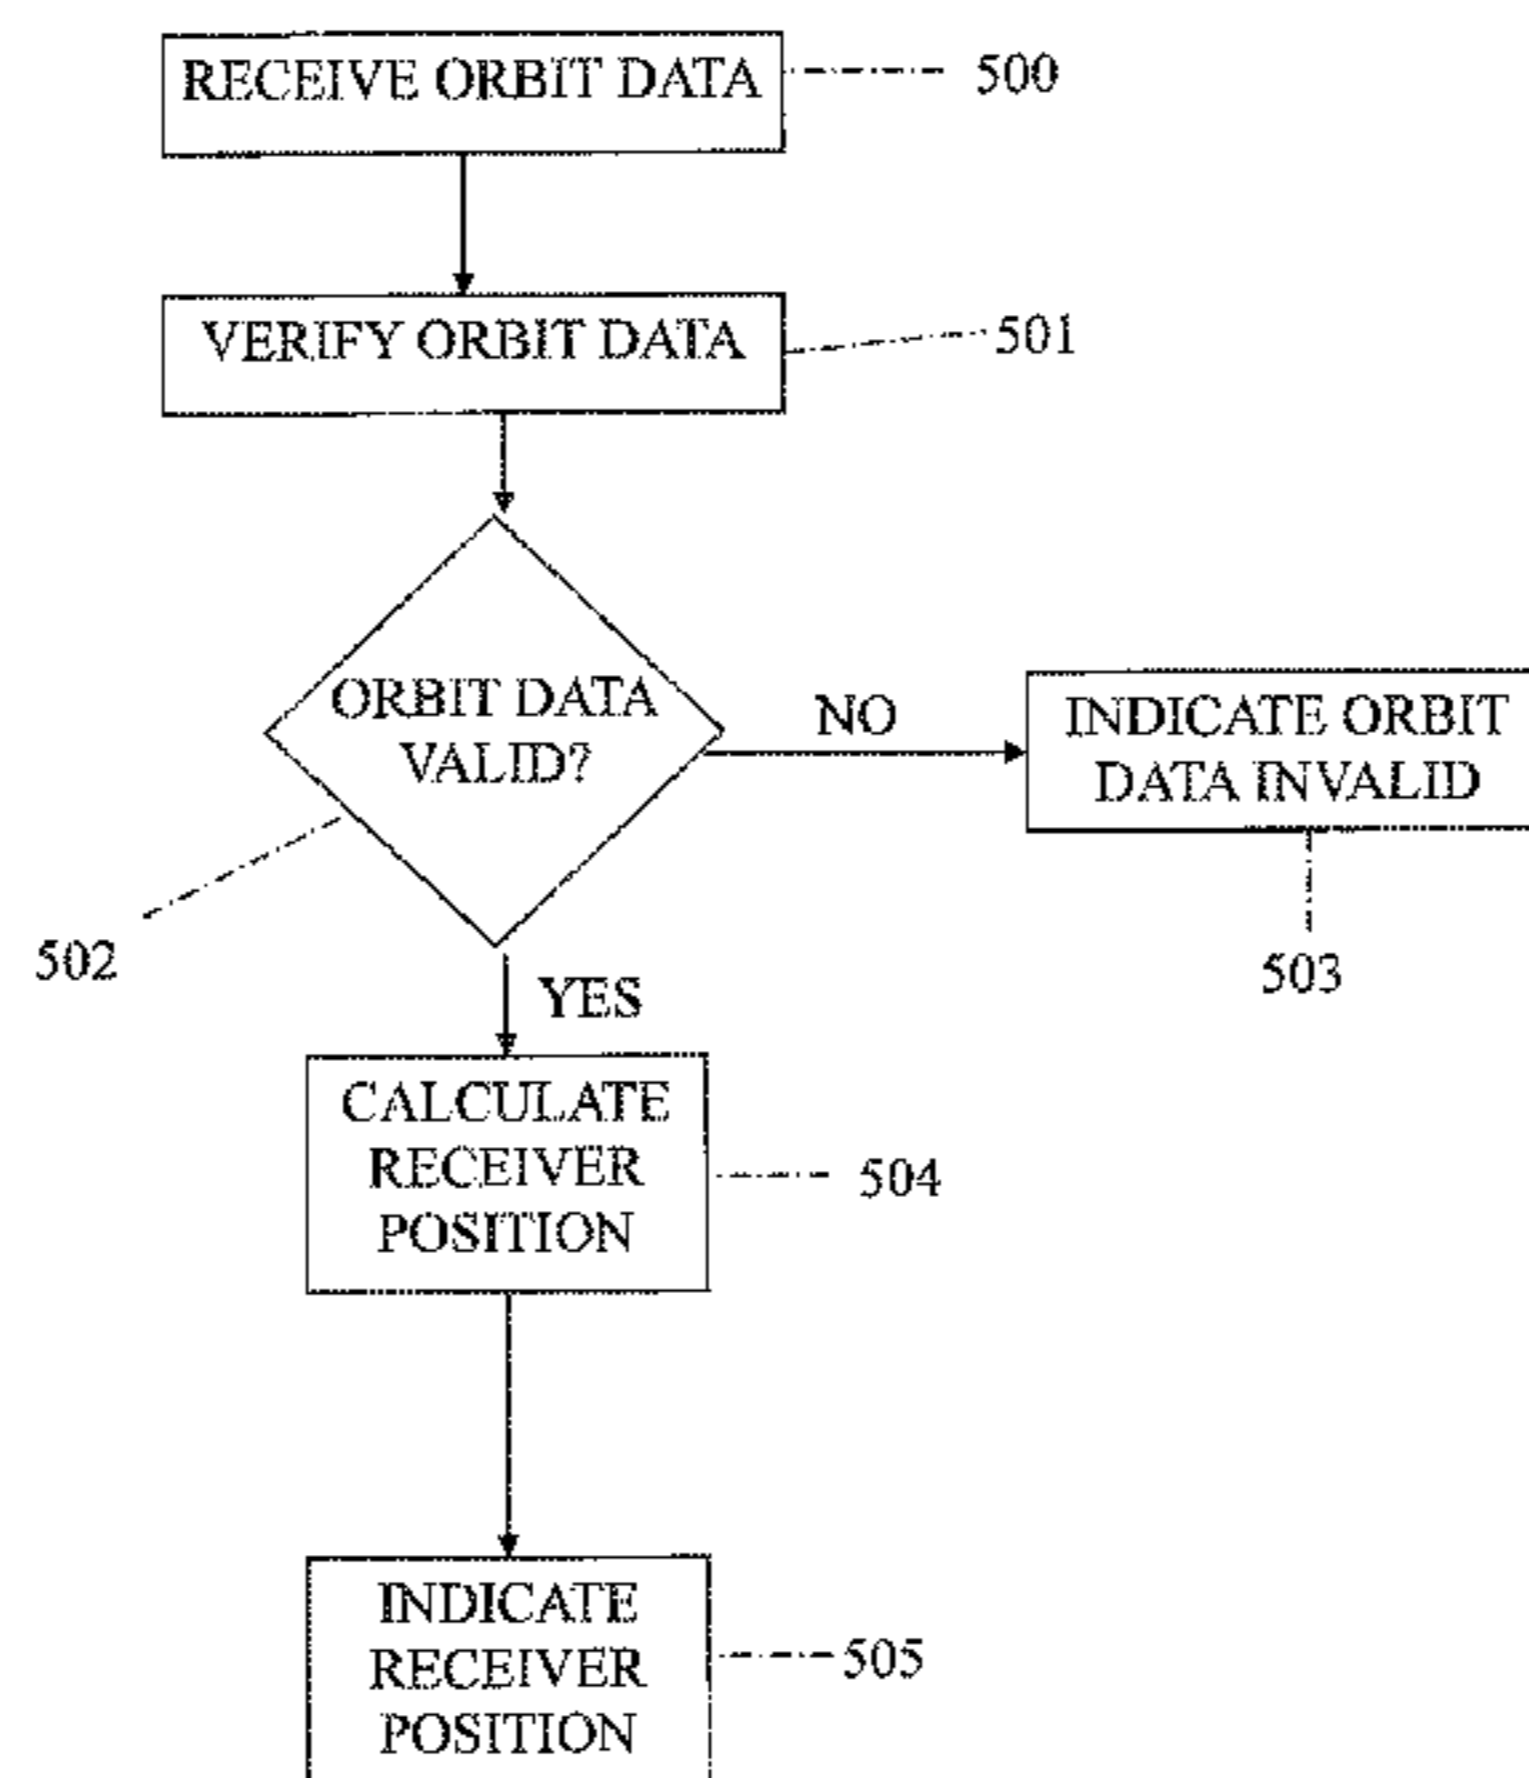 RECEIVE ORBIT DATA
500
VERIFY ORBIT DATA
501
ORBIT DATA
VALID?
502
NO
INDICATE ORBIT
DATA INVALID
503
YES
CALCULATE
RECEIVER
POSITION
504
INDICATE
RECEIVER
POSITION
505